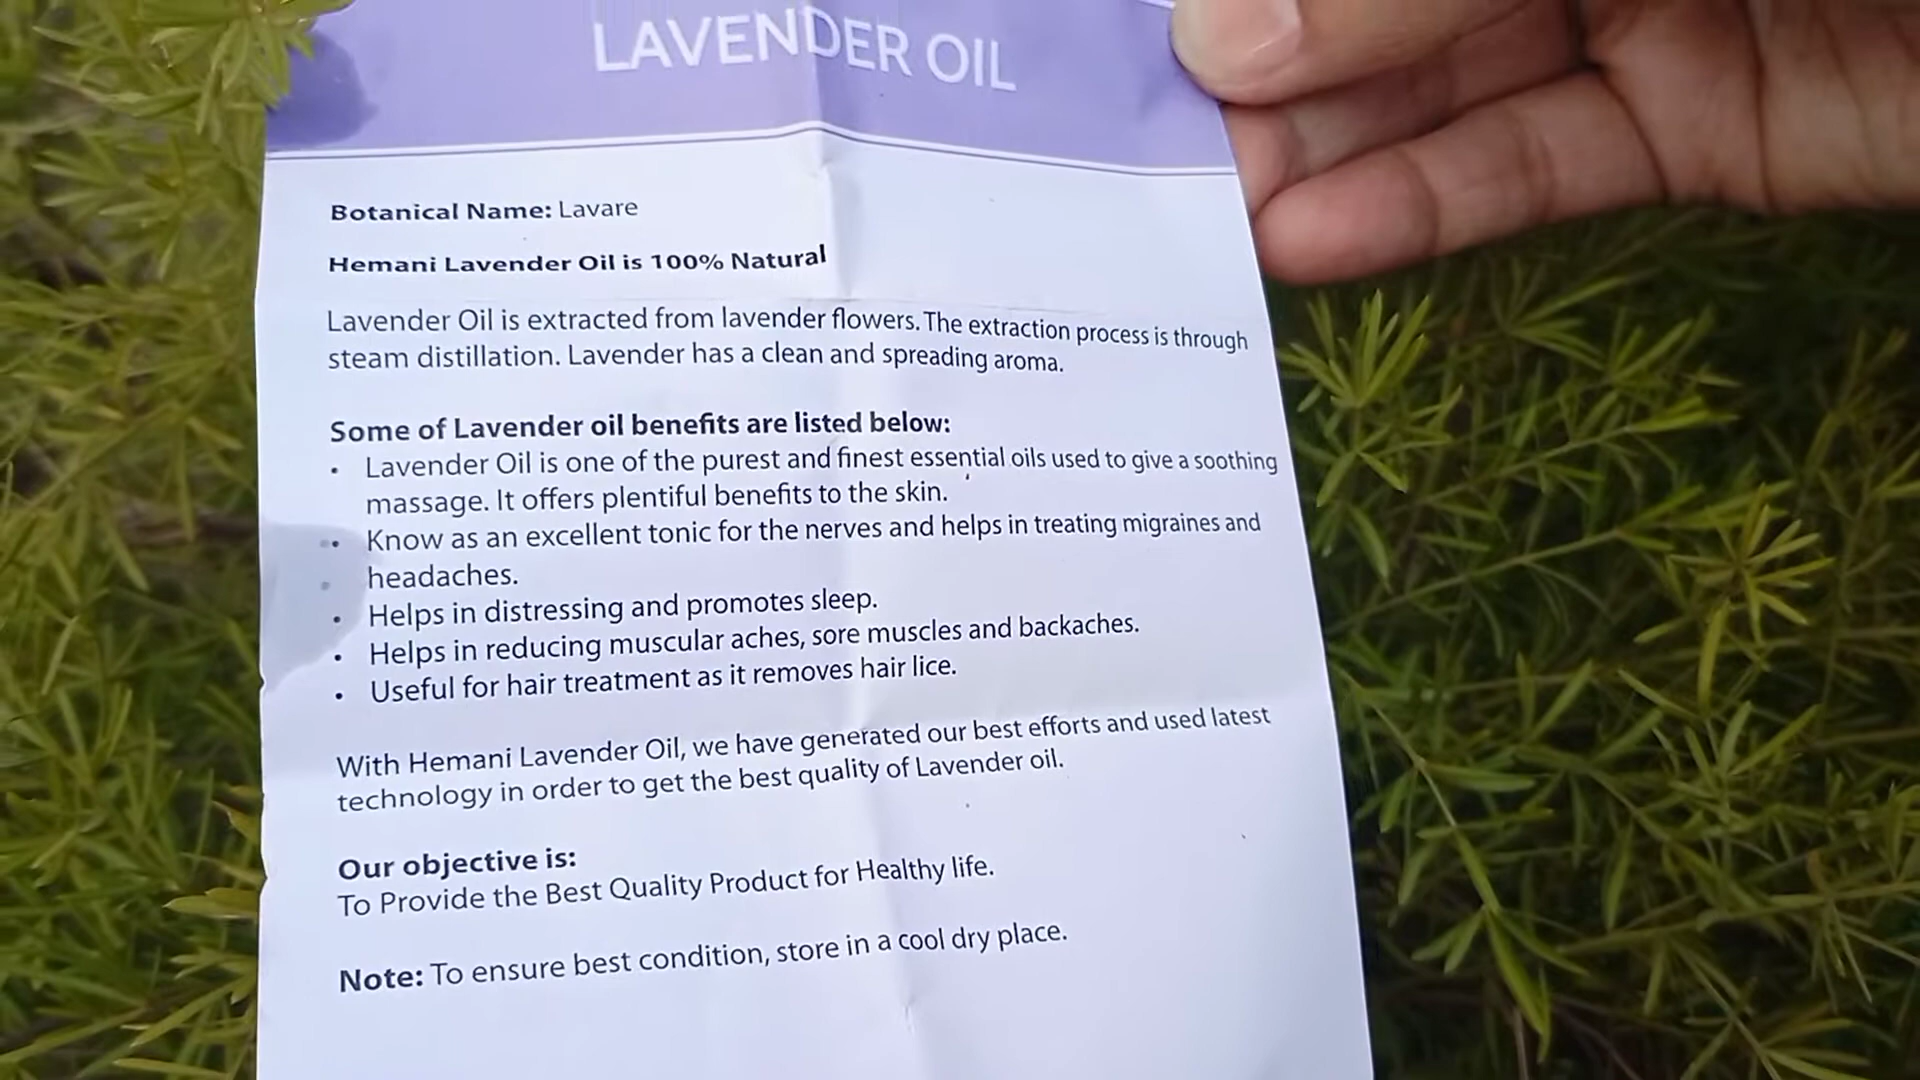 LAVENDER OIL
Botanical Name: Lavare
Hemani Lavender Oil is 100% Natural
Lavender Oil is extracted from lavender flowers. The extraction process is through
steam distillation. Lavender has a clean and spreading aroma.
Some of Lavender oil benefits are listed below:
• Lavender Oil is one of the purest and finest essential oils used to give a soothing
massage. It offers plentiful benefits to the skin.
• Know as an excellent tonic for the nerves and helps in treating migraines and
headaches.
• Helps in distressing and promotes sleep.
• Helps in reducing muscular aches, sore muscles and backaches.
• Useful for hair treatment as it removes hair lice.
With Hemani Lavender Oil, we have generated our best efforts and used latest
technology in order to get the best quality of Lavender oil.
Our objective is:
To Provide the Best Quality Product for Healthy life.
Note: To ensure best condition, store in a cool dry place.